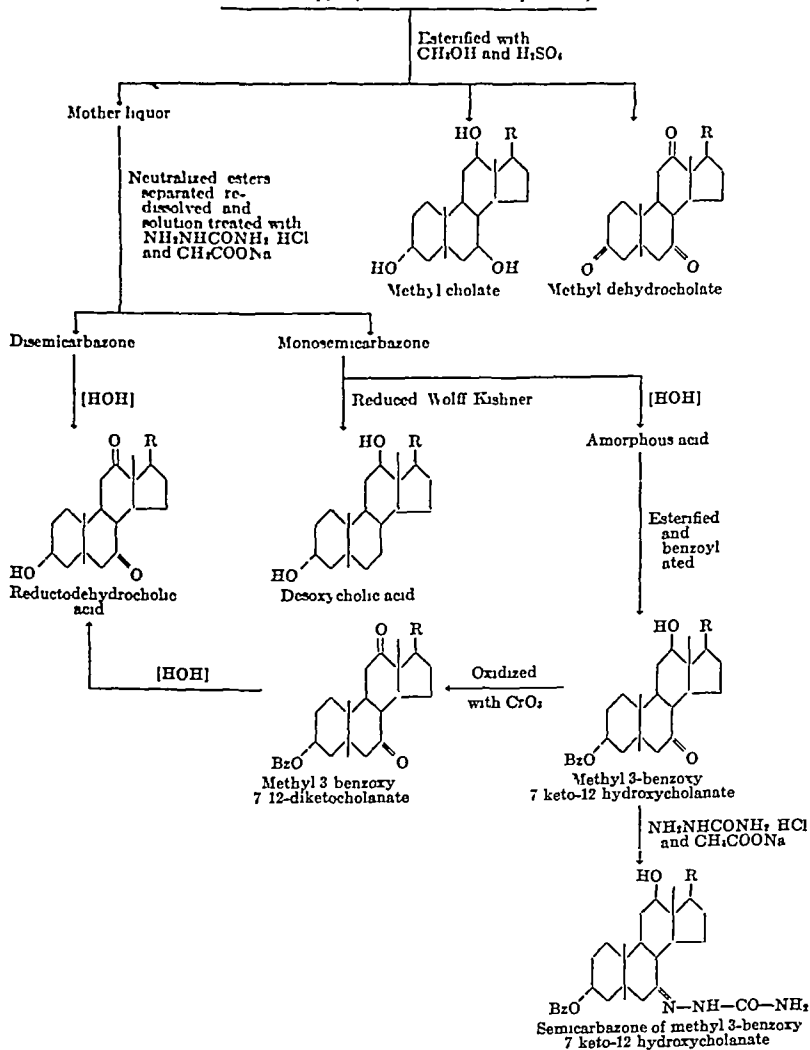 Esterified with
CH₃OH and H₂SO₄
Mother liquor
HO R
O R
Neutralized esters
separated re-
dissolved and
solution treated with
NH₂NHCONH₂ HCl
and CH₃COONa
HO OH
O O
Methyl cholate
Methyl dehydrocholate
Disemicarbazone
Monosemicarbazone
[HOH]
Reduced Wolff Kishner
[HOH]
Amorphous acid
O R
HO R
HO O
HO
Reductodehydrocholic
acid
Desoxycholic acid
Esterified
and
benzoyl
ated
[HOH]
O R
Oxidized
with CrO₃
HO R
BzO O
BzO O
Methyl 3 benzoxy
7 12-diketocholanate
Methyl 3-benzoxy
7 keto-12 hydroxycholanate
NH₂NHCONH₂ HCl
and CH₃COONa
HO R
BzO N—NH—CO—NH₂
Semicarbazone of methyl 3-benzoxy
7 keto-12 hydroxycholanate